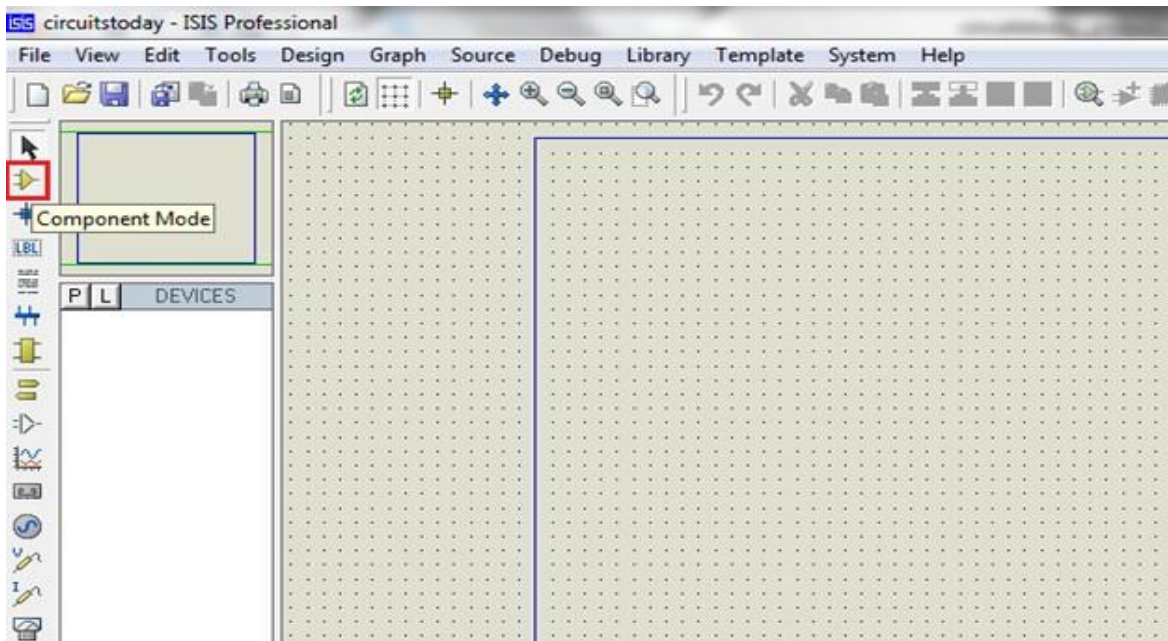 ISIS circuitstoday - ISIS Professional
File View Edit Tools Design Graph Source Debug Library Template System Help
Component Mode
LBL
P L DEVICES
V
I